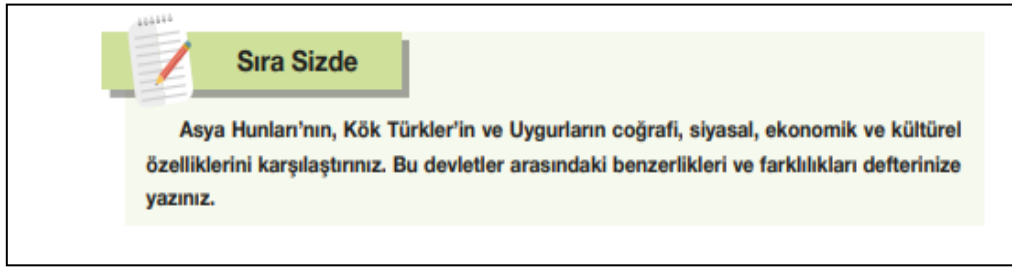 Sıra Sizde
Asya Hunları’nın, Kök Türkler’in ve Uygurların coğrafi, siyasal, ekonomik ve kültürel
özelliklerini karşılaştırınız. Bu devletler arasındaki benzerlikleri ve farklılıkları defterinize
yazınız.